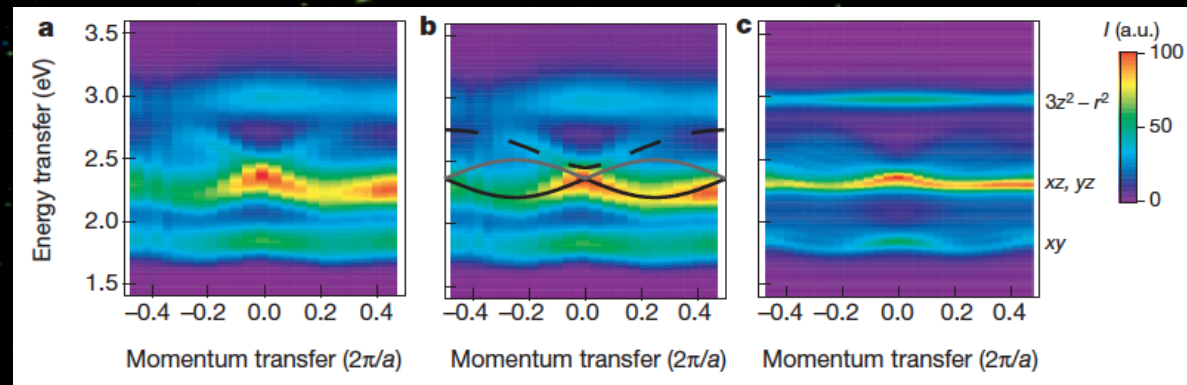 a
b
c
I (a.u.)
3.5
3.0
2.5
2.0
1.5
Energy transfer (eV)
100
50
0
3z² – r²
xz, yz
xy
–0.4 –0.2 0.0 0.2 0.4
–0.4 –0.2 0.0 0.2 0.4
–0.4 –0.2 0.0 0.2 0.4
Momentum transfer (2π/a)
Momentum transfer (2π/a)
Momentum transfer (2π/a)